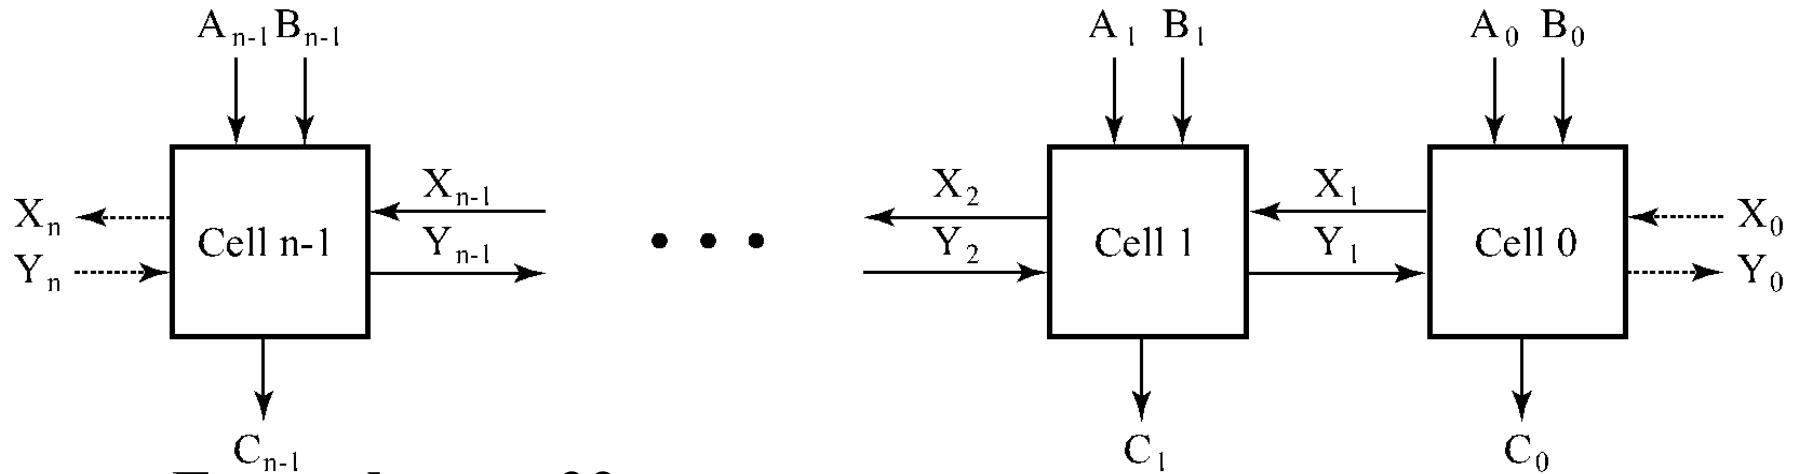 A n-1 B n-1 A 1 B 1 A 0 B 0
X n X n-1 X 2 X 1 X 0
Cell n-1 Cell 1 Cell 0
Y n Y n-1 Y 2 Y 1 Y 0
C n-1 C 1 C 0